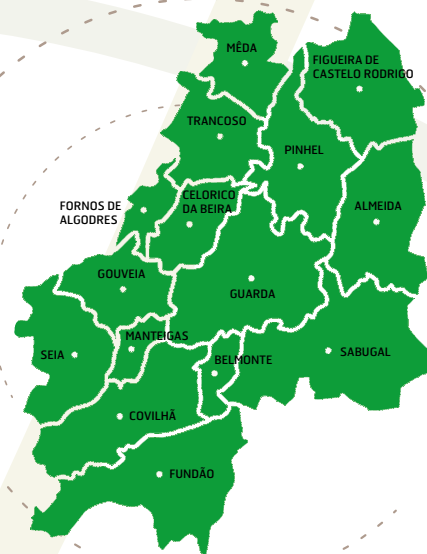 MÊDA
FIGUEIRA DE
CASTELO RODRIGO
TRANCOSO
PINHEL
CELORICO
DA BEIRA
FORNOS DE
ALGODRES
ALMEIDA
GOUVEIA
GUARDA
MANTEIGAS
SEIA
BELMONTE
SABUGAL
COVILHÃ
FUNDÃO